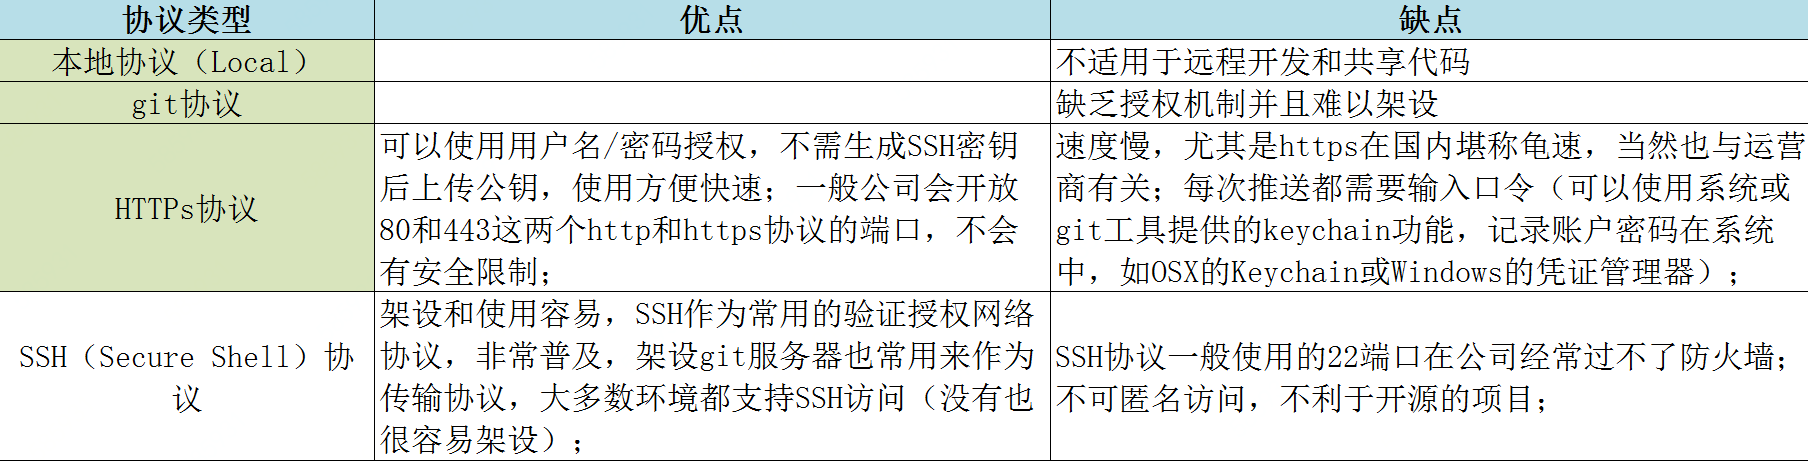 协议类型 优点 缺点
本地协议（Local） 不适用于远程开发和共享代码
git协议 缺乏授权机制并且难以架设
HTTPs协议
可以使用用户名/密码授权，不需生成SSH密钥
后上传公钥，使用方便快速；一般公司会开放
80和443这两个http和https协议的端口，不会
有安全限制；
速度慢，尤其是https在国内堪称龟速，当然也与运营
商有关；每次推送都需要输入口令（可以使用系统或
git工具提供的keychain功能，记录账户密码在系统
中，如OSX的Keychain或Windows的凭证管理器）；
SSH（Secure Shell）协
议
架设和使用容易，SSH作为常用的验证授权网络
协议，非常普及，架设git服务器也常用来作为
传输协议，大多数环境都支持SSH访问（没有也
很容易架设）；
SSH协议一般使用的22端口在公司经常过不了防火墙；
不可匿名访问，不利于开源的项目；